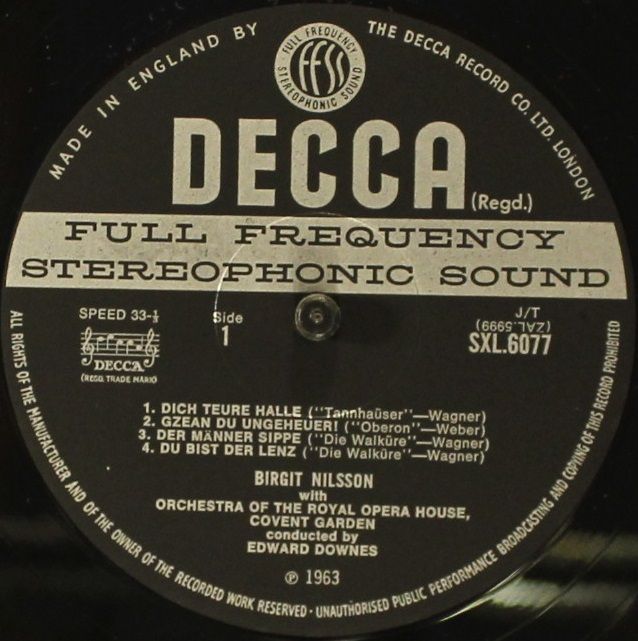 MADE IN ENGLAND BY THE DECCA RECORD CO. LTD. LONDON
FULL FREQUENCY
ffss
STEREOPHONIC SOUND
DECCA (Regd.)
FULL FREQUENCY
STEREOPHONIC SOUND
SPEED 33-⅓
DECCA
(REGD. TRADE MARK)
Side
1
J/T
(ZAL.5999)
SXL.6077
1. DICH TEURE HALLE ("Tannhaüser"—Wagner)
2. GZEAN DU UNGEHEUER! ("Oberon"—Weber)
3. DER MÄNNER SIPPE ("Die Walküre"—Wagner)
4. DU BIST DER LENZ ("Die Walküre"—Wagner)
BIRGIT NILSSON
with
ORCHESTRA OF THE ROYAL OPERA HOUSE,
COVENT GARDEN
conducted by
EDWARD DOWNES
℗ 1963
ALL RIGHTS OF THE MANUFACTURER AND OF THE OWNER OF THE RECORDED WORK RESERVED · UNAUTHORISED PUBLIC PERFORMANCE BROADCASTING AND COPYING OF THIS RECORD PROHIBITED